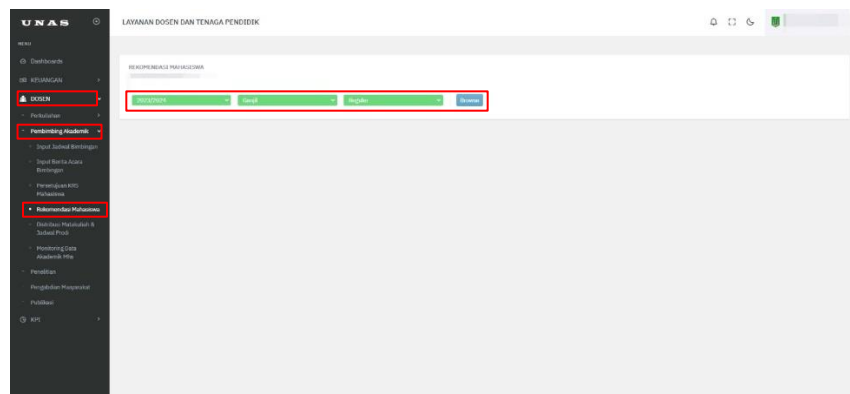 UNAS
LAYANAN DOSEN DAN TENAGA PENDIDIK
MENU
Dashboards
KEUANGAN
DOSEN
Perkuliahan
Pembimbing Akademik
Input Jadwal Bimbingan
Input Berita Acara
Bimbingan
Persetujuan KRS
Mahasiswa
Rekomendasi Mahasiswa
Distribusi Matakuliah &
Jadwal Prodi
Monitoring Data
Akademik Mhs
Penelitian
Pengabdian Masyarakat
Publikasi
KPI
REKOMENDASI MAHASISWA
2023/2024
Ganjil
Reguler
Browse